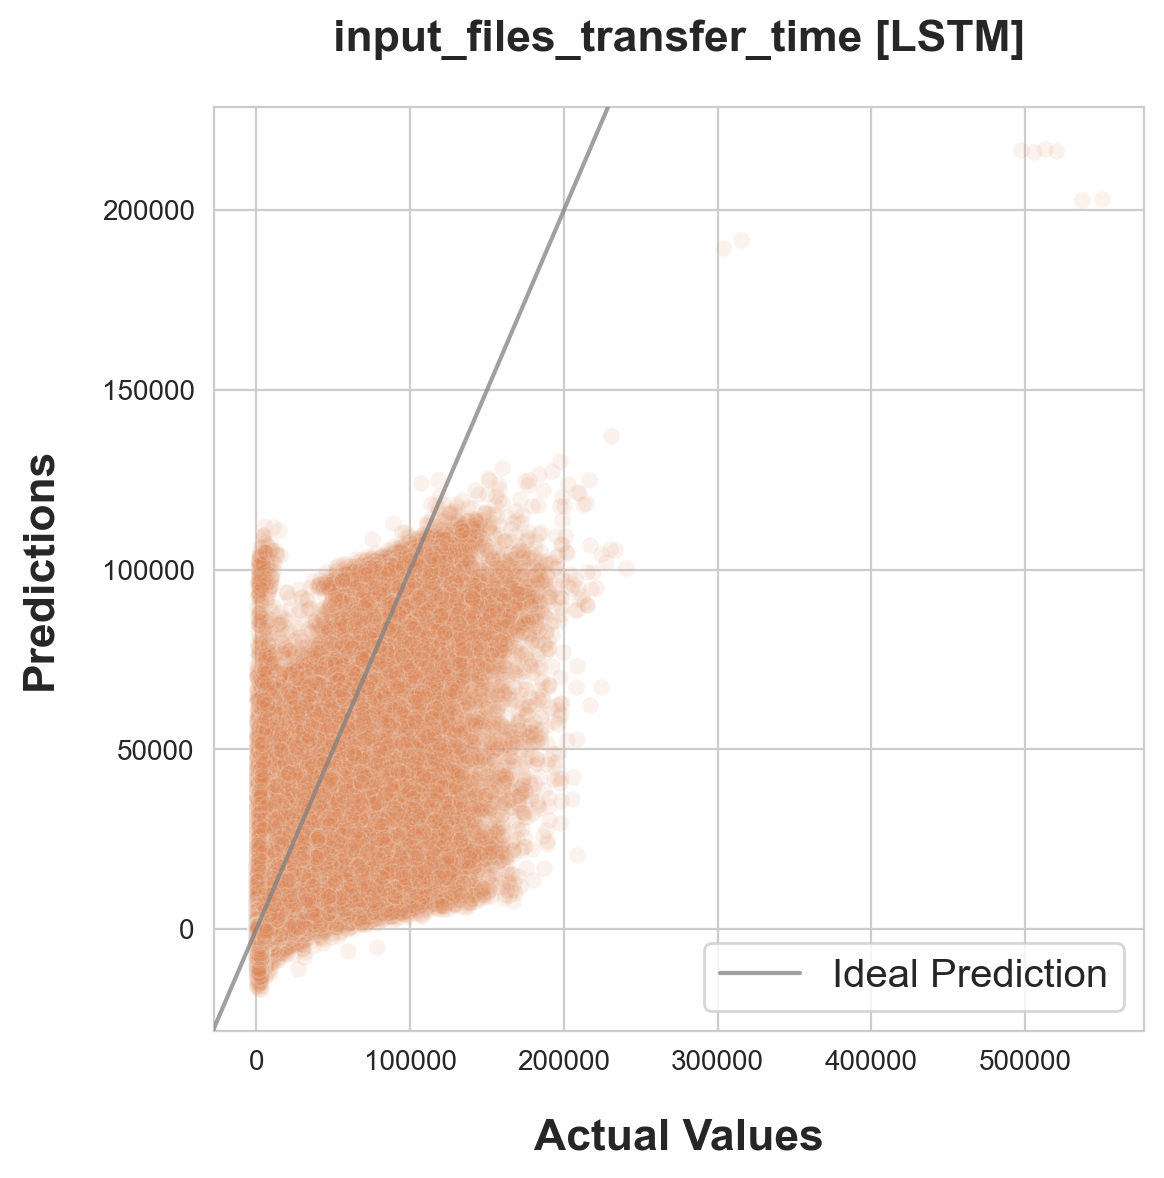 input_files_transfer_time [LSTM]
Predictions
200000
150000
100000
50000
0
Ideal Prediction
0 100000 200000 300000 400000 500000
Actual Values